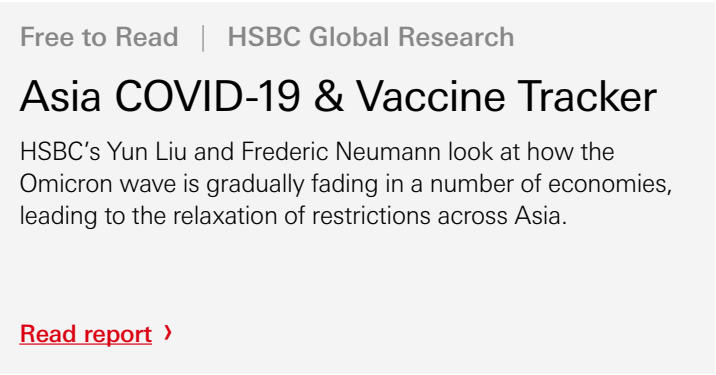 Free to Read | HSBC Global Research
Asia COVID-19 & Vaccine Tracker
HSBC's Yun Liu and Frederic Neumann look at how the
Omicron wave is gradually fading in a number of economies,
leading to the relaxation of restrictions across Asia.
Read report ›